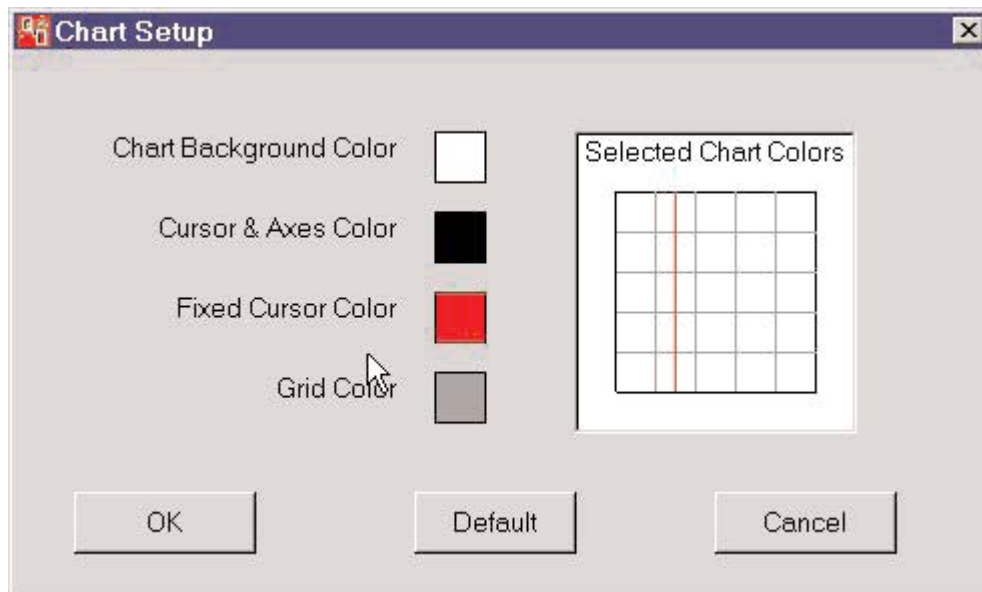 Chart Setup
Chart Background Color
Cursor & Axes Color
Fixed Cursor Color
Grid Color
Selected Chart Colors
OK
Default
Cancel